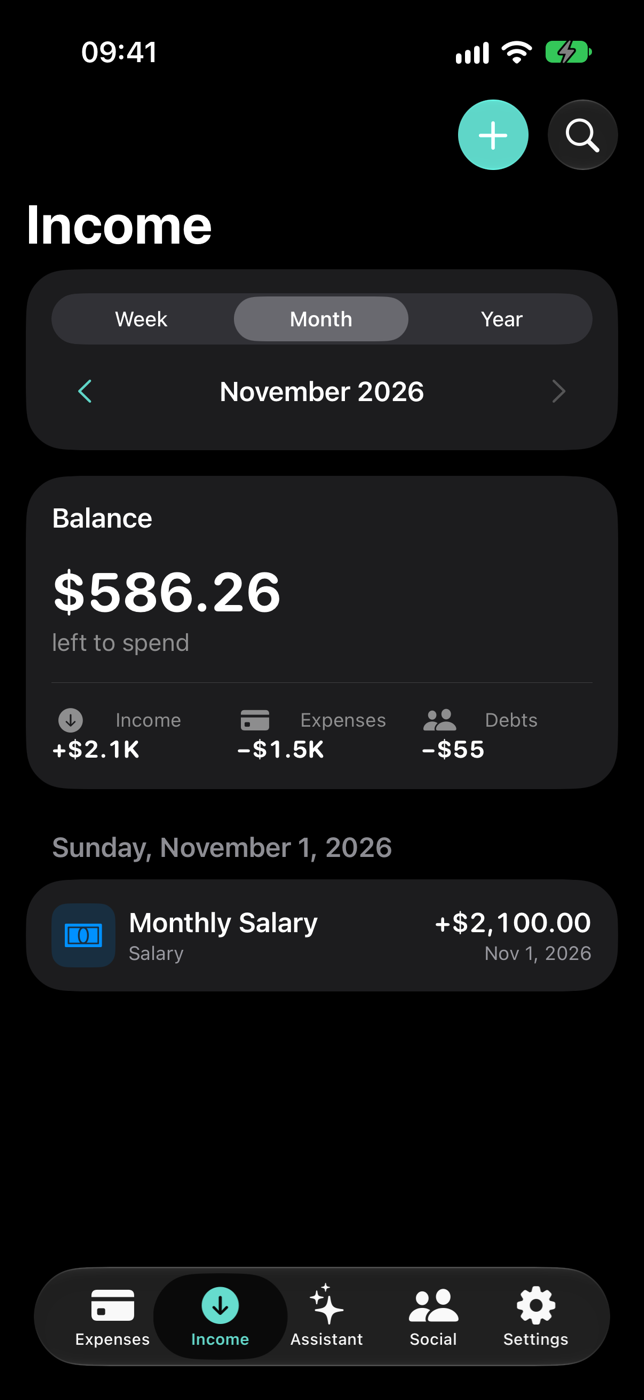 09:41
Income
Week Month Year
November 2026
Balance
$586.26
left to spend
Income Expenses Debts
+$2.1K −$1.5K −$55
Sunday, November 1, 2026
Monthly Salary +$2,100.00
Salary Nov 1, 2026
Expenses Income Assistant Social Settings